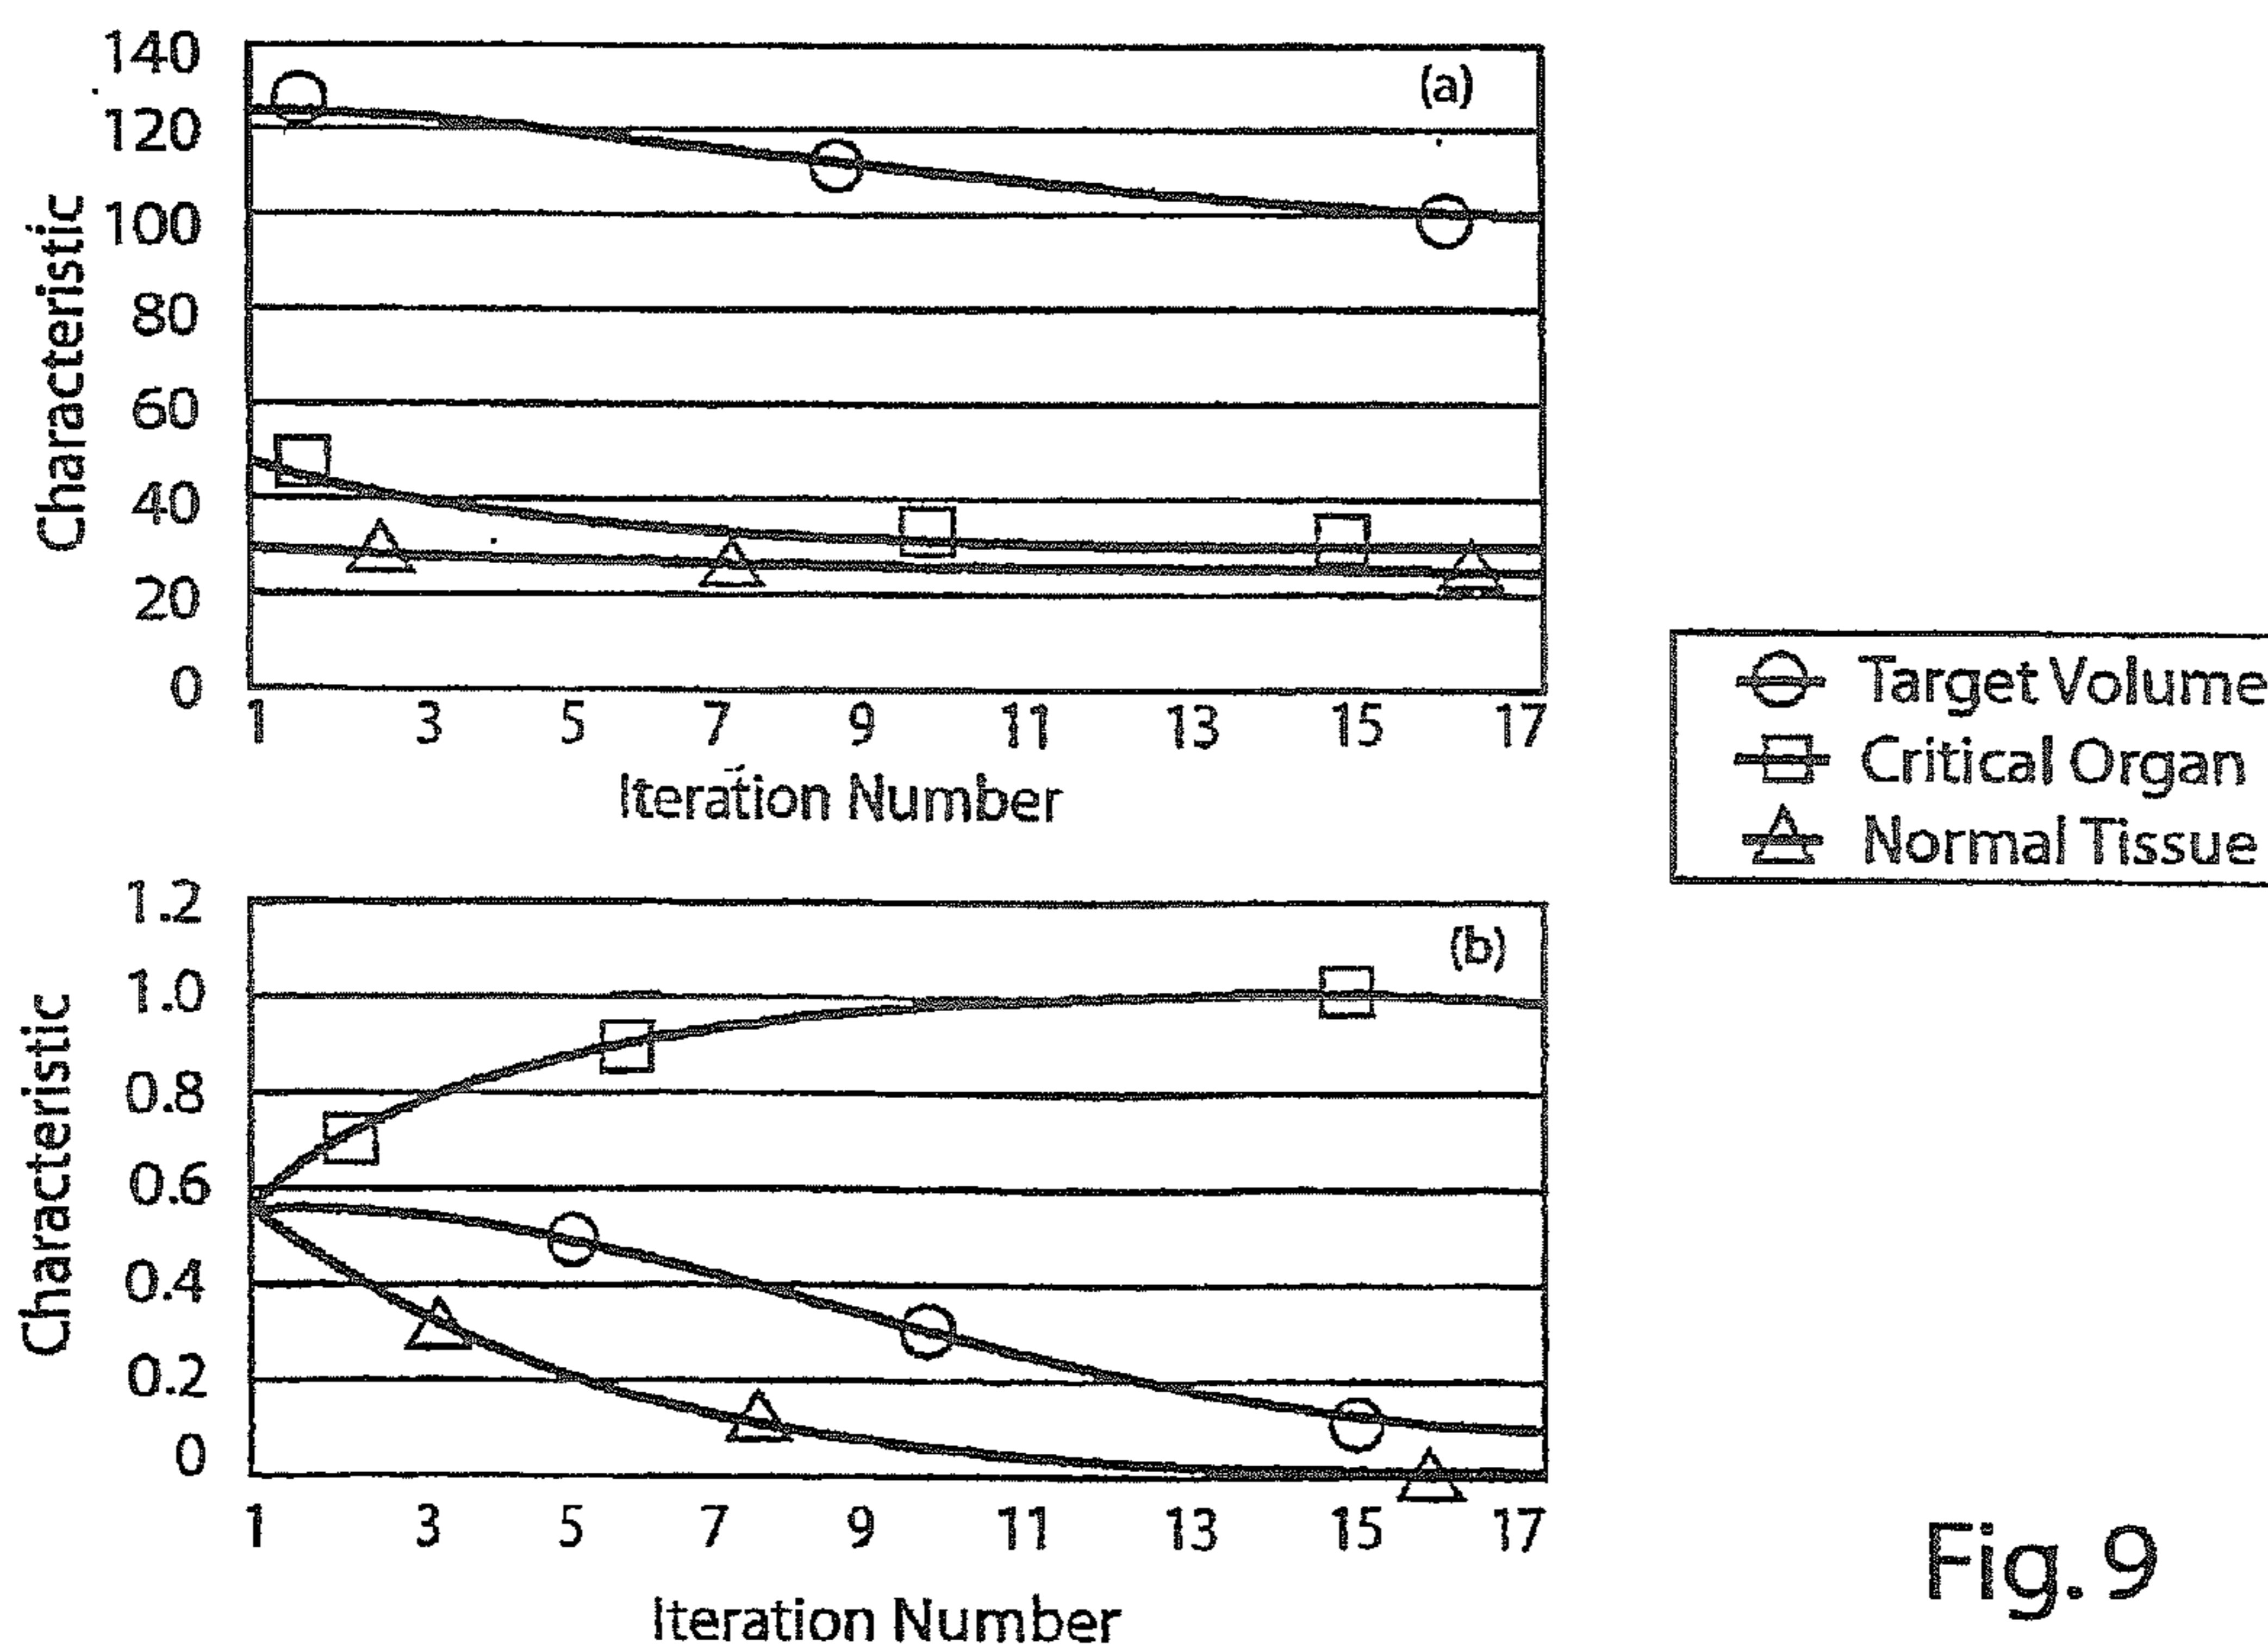 (a)
Characteristic
140
120
100
80
60
40
20
0
1 3 5 7 9 11 13 15 17
Iteration Number
Target Volume
Critical Organ
Normal Tissue
(b)
Characteristic
1.2
1.0
0.8
0.6
0.4
0.2
0
1 3 5 7 9 11 13 15 17
Iteration Number
Fig. 9